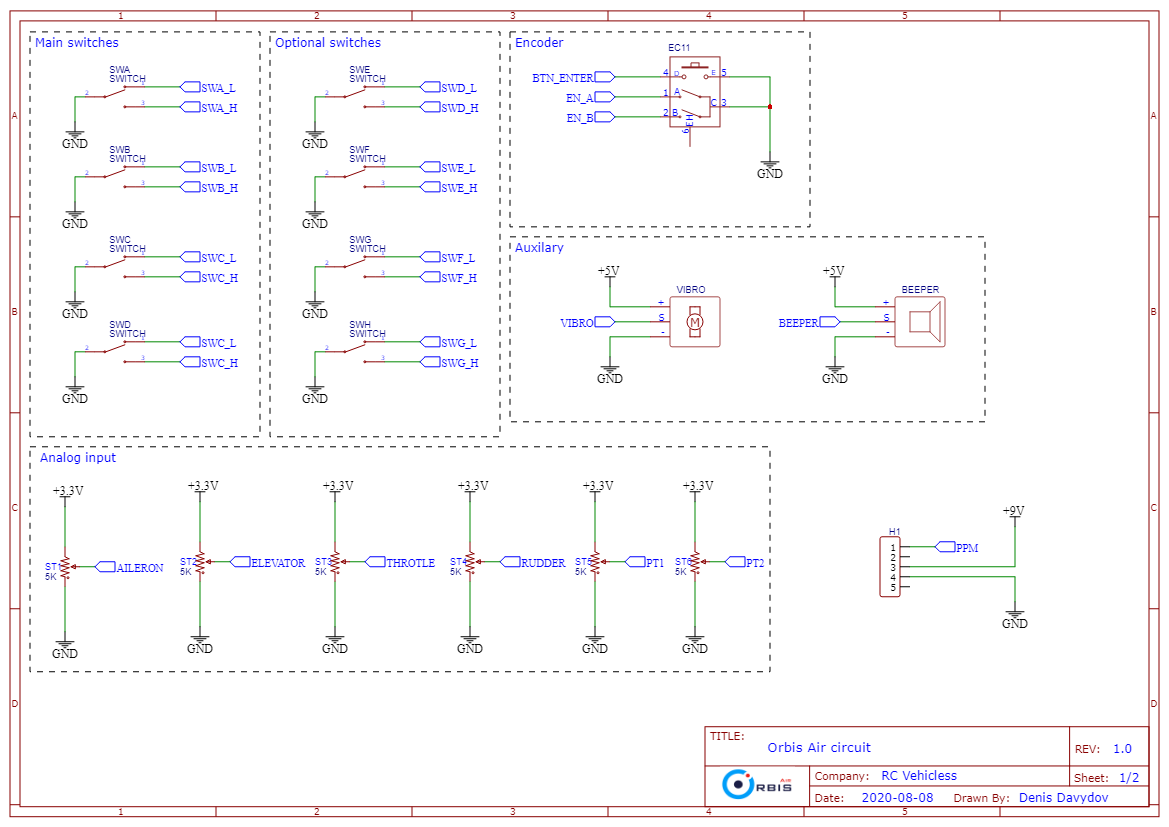 1 2 3 4 5
Main switches
SWA
SWITCH
2 1 3
SWA_L
SWA_H
GND
SWB
SWITCH
2 1 3
SWB_L
SWB_H
GND
SWC
SWITCH
2 1 3
SWC_L
SWC_H
GND
SWD
SWITCH
2 1 3
SWC_L
SWC_H
GND
Optional switches
SWE
SWITCH
2 1 3
SWD_L
SWD_H
GND
SWF
SWITCH
2 1 3
SWE_L
SWE_H
GND
SWG
SWITCH
2 1 3
SWF_L
SWF_H
GND
SWH
SWITCH
2 1 3
SWG_L
SWG_H
GND
Encoder
EC11
BTN_ENTER 4 D E 5
EN_A 1 A C 3
EN_B 2 B
6 EH
GND
Auxilary
+5V
VIBRO
VIBRO + S - M
GND
+5V
BEEPER
BEEPER + S -
GND
Analog input
+3.3V
ST1
5K
AILERON
GND
+3.3V
ST2
5K
ELEVATOR
GND
+3.3V
ST3
5K
THROTLE
GND
+3.3V
ST4
5K
RUDDER
GND
+3.3V
ST5
5K
PT1
GND
+3.3V
ST6
5K
PT2
GND
H1
1
2
3
4
5
PPM
+9V
GND
A B C D
A B C D
TITLE:
Orbis Air circuit
REV: 1.0
AIR
ORBIS
Company: RC Vehicless
Sheet: 1/2
Date: 2020-08-08 Drawn By: Denis Davydov
1 2 3 4 5